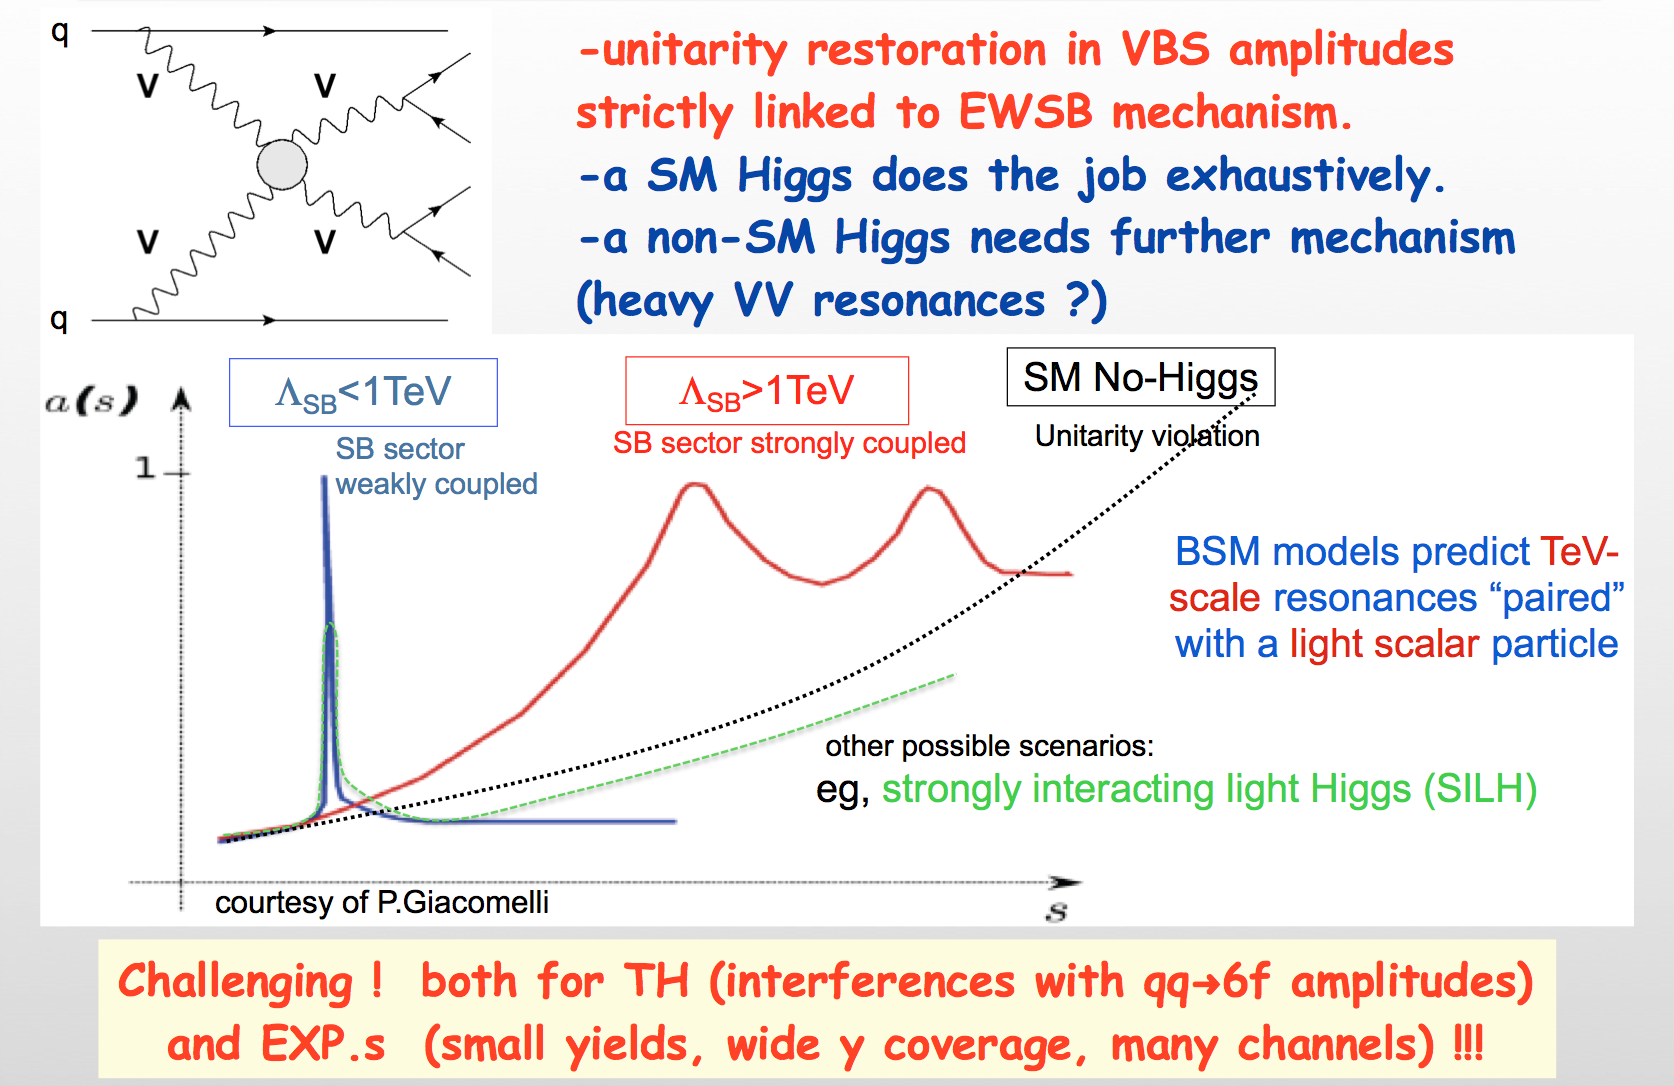 q
V
V
V
V
q
-unitarity restoration in VBS amplitudes
strictly linked to EWSB mechanism.
-a SM Higgs does the job exhaustively.
-a non-SM Higgs needs further mechanism
(heavy VV resonances ?)
a(s)
1
Λ_SB<1TeV
SB sector
weakly coupled
Λ_SB>1TeV
SB sector strongly coupled
SM No-Higgs
Unitarity violation
BSM models predict TeV-
scale resonances “paired”
with a light scalar particle
other possible scenarios:
eg, strongly interacting light Higgs (SILH)
courtesy of P.Giacomelli
s
Challenging ! both for TH (interferences with qq→6f amplitudes)
and EXP.s (small yields, wide y coverage, many channels) !!!